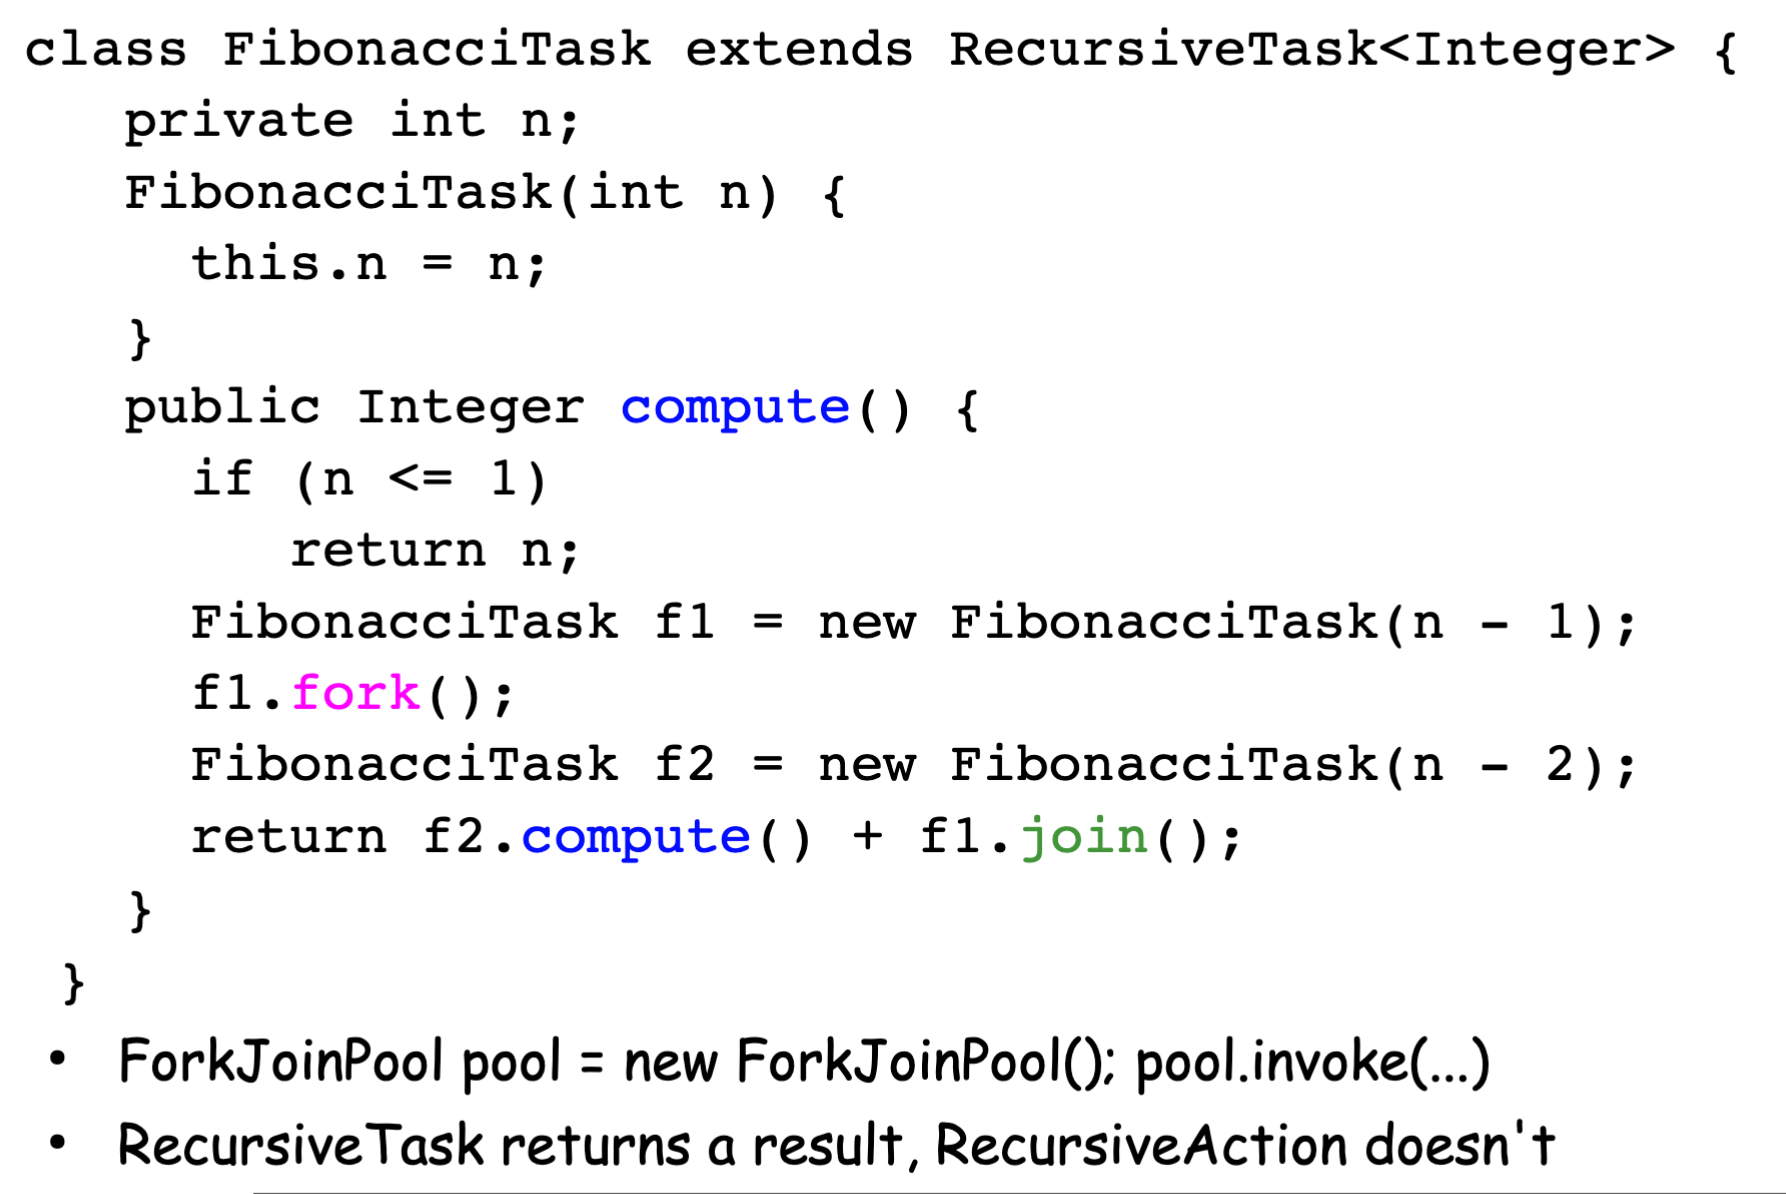 class FibonacciTask extends RecursiveTask<Integer> {
private int n;
FibonacciTask(int n) {
this.n = n;
}
public Integer compute() {
if (n <= 1)
return n;
FibonacciTask f1 = new FibonacciTask(n - 1);
f1.fork();
FibonacciTask f2 = new FibonacciTask(n - 2);
return f2.compute() + f1.join();
}
}
• ForkJoinPool pool = new ForkJoinPool(); pool.invoke(...)
• RecursiveTask returns a result, RecursiveAction doesn't